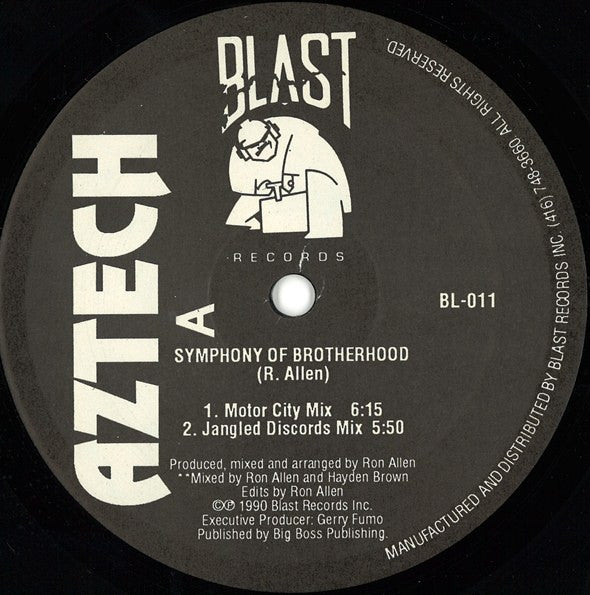 BLAST
RECORDS
AZTECH
A
BL-011
SYMPHONY OF BROTHERHOOD
(R. Allen)
1. Motor City Mix 6:15
2. Jangled Discords Mix 5:50
Produced, mixed and arranged by Ron Allen
**Mixed by Ron Allen and Hayden Brown
Edits by Ron Allen
©℗ 1990 Blast Records Inc.
Executive Producer: Gerry Fumo
Published by Big Boss Publishing.
MANUFACTURED AND DISTRIBUTED BY BLAST RECORDS INC. (416) 748-3660. ALL RIGHTS RESERVED.